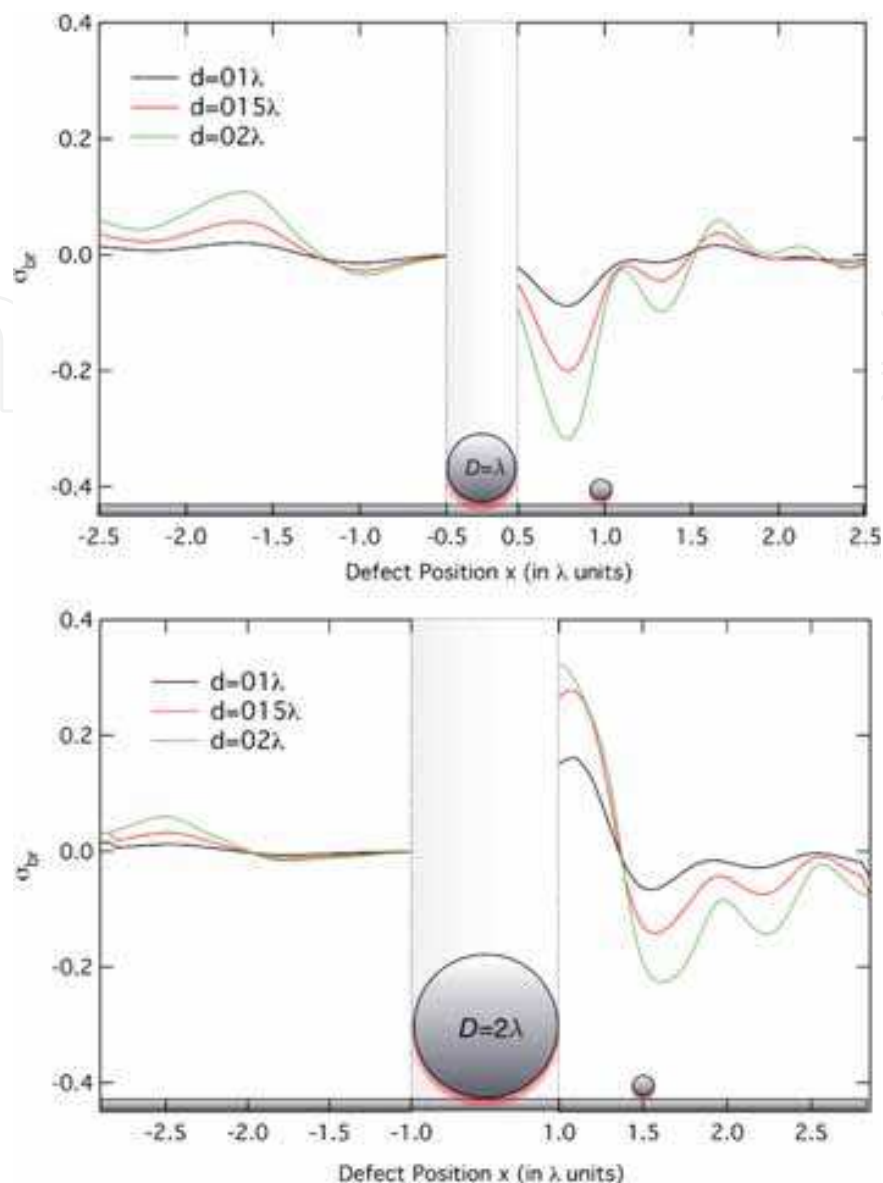 0.4
d=01λ
d=015λ
d=02λ
0.2
0.0
σbr
-0.2
-0.4
D=λ
-2.5 -2.0 -1.5 -1.0 -0.5 0.5 1.0 1.5 2.0 2.5
Defect Position x (in λ units)
0.4
d=01λ
d=015λ
d=02λ
0.2
0.0
σbr
-0.2
D=2λ
-0.4
-2.5 -2.0 -1.5 -1.0 1.0 1.5 2.0 2.5
Defect Position x (in λ units)